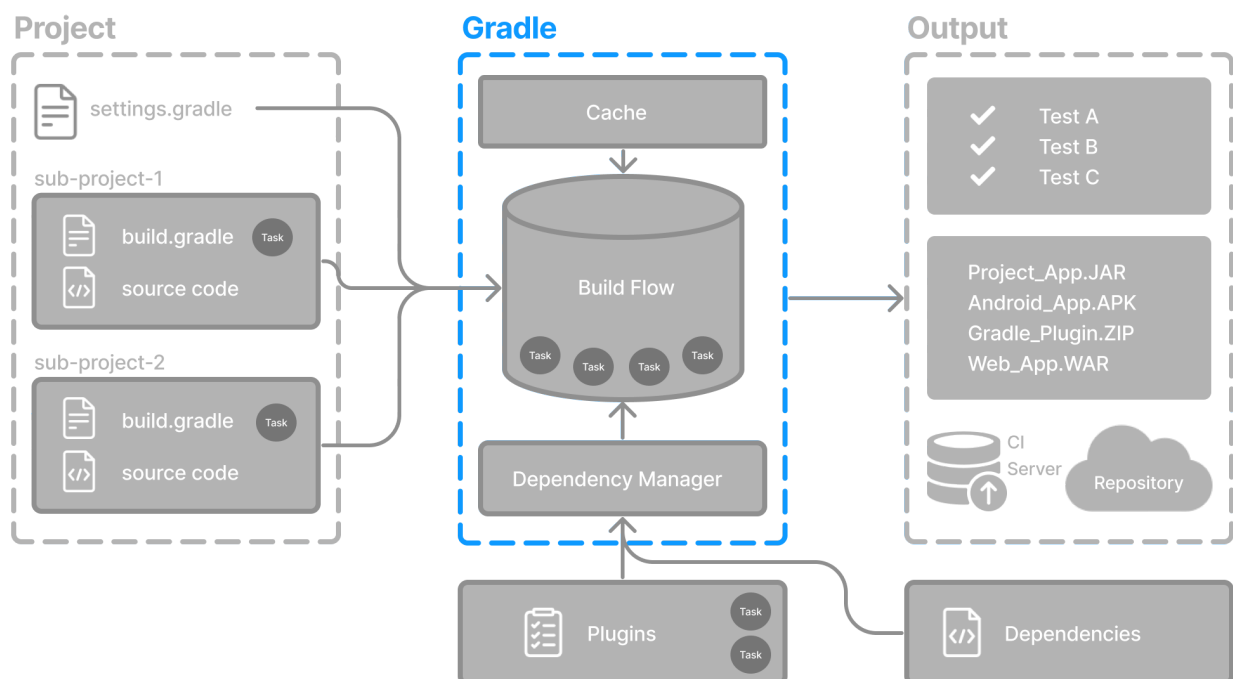 Project
settings.gradle
sub-project-1
build.gradle
Task
source code
sub-project-2
build.gradle
Task
source code
Gradle
Cache
Build Flow
Task
Task
Task
Task
Dependency Manager
Plugins
Task
Task
Output
Test A
Test B
Test C
Project_App.JAR
Android_App.APK
Gradle_Plugin.ZIP
Web_App.WAR
CI
Server
Repository
Dependencies